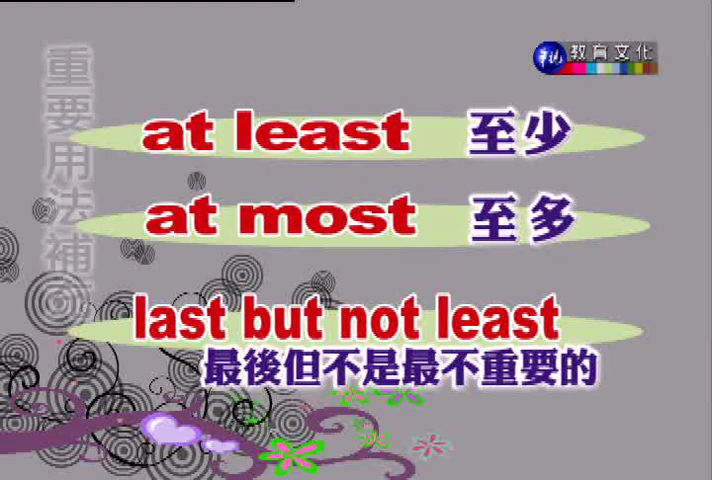 重要用法補
教育文化
at least 至少
at most 至多
last but not least
最後但不是最不重要的